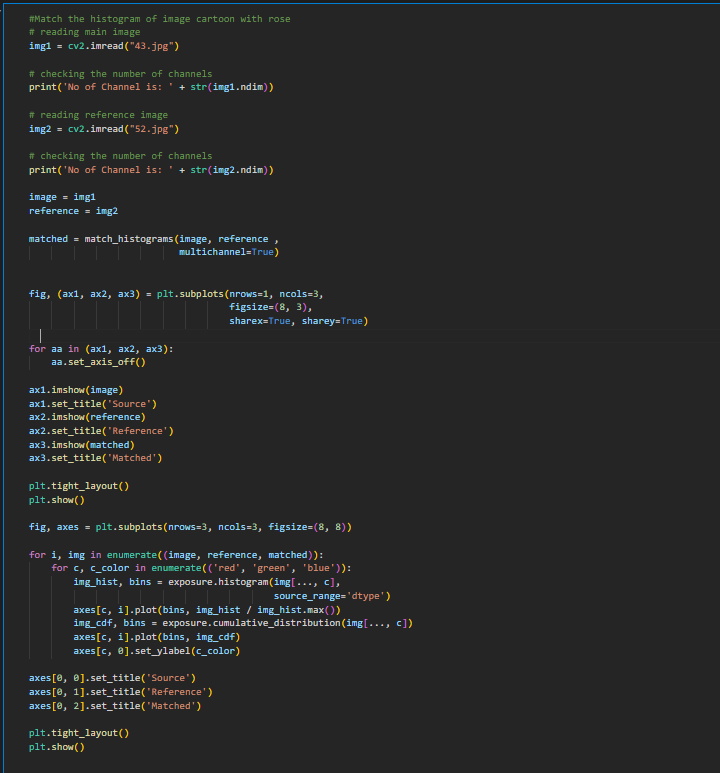 #Match the histogram of image cartoon with rose
# reading main image
img1 = cv2.imread("43.jpg")
# checking the number of channels
print('No of Channel is: ' + str(img1.ndim))
# reading reference image
img2 = cv2.imread("52.jpg")
# checking the number of channels
print('No of Channel is: ' + str(img2.ndim))
image = img1
reference = img2
matched = match_histograms(image, reference ,
multichannel=True)
fig, (ax1, ax2, ax3) = plt.subplots(nrows=1, ncols=3,
figsize=(8, 3),
sharex=True, sharey=True)
for aa in (ax1, ax2, ax3):
    aa.set_axis_off()
ax1.imshow(image)
ax1.set_title('Source')
ax2.imshow(reference)
ax2.set_title('Reference')
ax3.imshow(matched)
ax3.set_title('Matched')
plt.tight_layout()
plt.show()
fig, axes = plt.subplots(nrows=3, ncols=3, figsize=(8, 8))
for i, img in enumerate((image, reference, matched)):
    for c, c_color in enumerate(('red', 'green', 'blue')):
        img_hist, bins = exposure.histogram(img[..., c],
                                            source_range='dtype')
        axes[c, i].plot(bins, img_hist / img_hist.max())
        img_cdf, bins = exposure.cumulative_distribution(img[..., c])
        axes[c, i].plot(bins, img_cdf)
        axes[c, 0].set_ylabel(c_color)
axes[0, 0].set_title('Source')
axes[0, 1].set_title('Reference')
axes[0, 2].set_title('Matched')
plt.tight_layout()
plt.show()